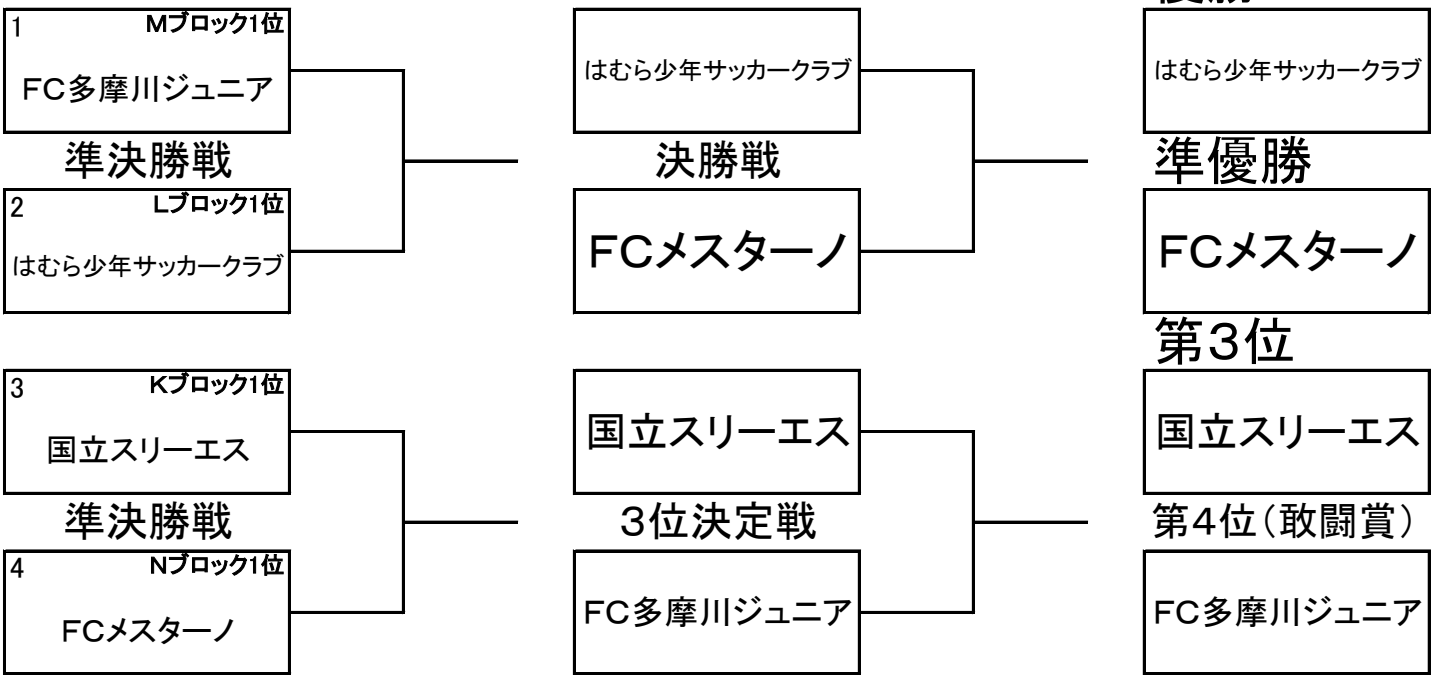 1 Mブロック1位
FC多摩川ジュニア
準決勝戦
2 Lブロック1位
はむら少年サッカークラブ
3 Kブロック1位
国立スリーエス
準決勝戦
4 Nブロック1位
FCメスターノ
はむら少年サッカークラブ
決勝戦
FCメスターノ
国立スリーエス
3位決定戦
FC多摩川ジュニア
はむら少年サッカークラブ
準優勝
FCメスターノ
第3位
国立スリーエス
第4位(敢闘賞)
FC多摩川ジュニア